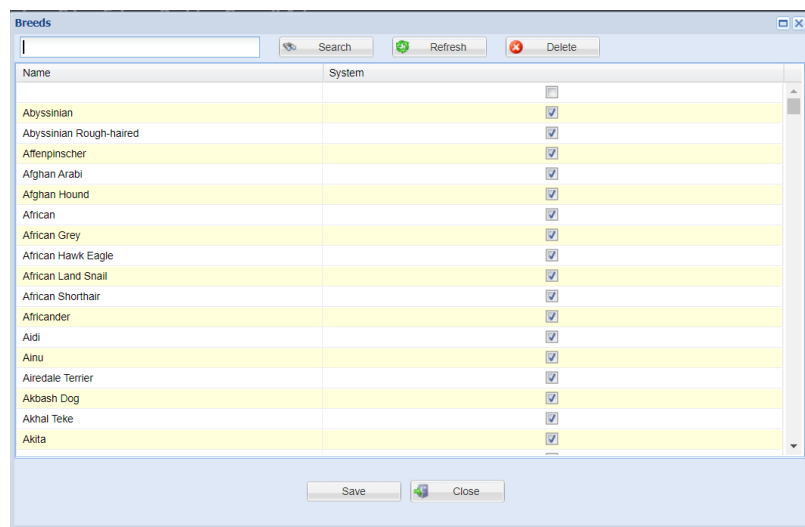 Breeds
Search Refresh Delete
Name System
Abyssinian
Abyssinian Rough-haired
Affenpinscher
Afghan Arabi
Afghan Hound
African
African Grey
African Hawk Eagle
African Land Snail
African Shorthair
Africander
Aidi
Ainu
Airedale Terrier
Akbash Dog
Akhal Teke
Akita
Save Close